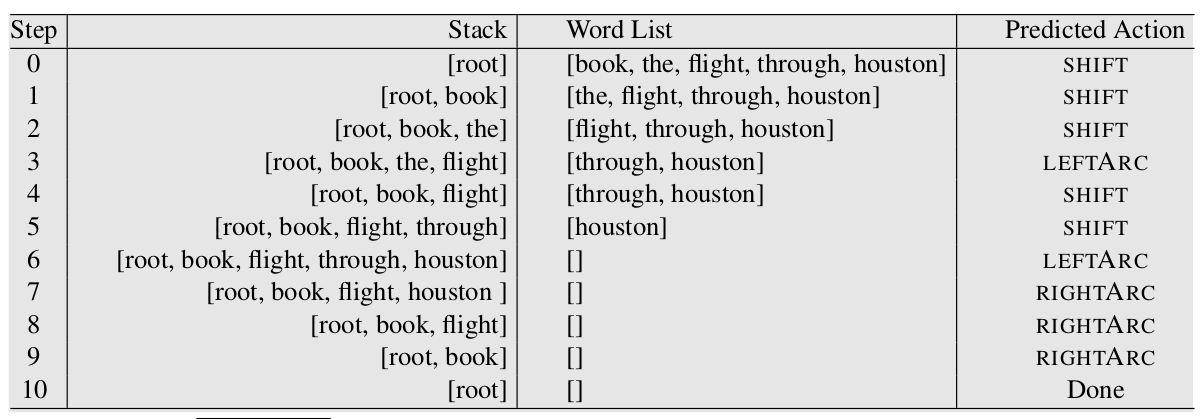 Step Stack Word List Predicted Action
0 [root] [book, the, flight, through, houston] SHIFT
1 [root, book] [the, flight, through, houston] SHIFT
2 [root, book, the] [flight, through, houston] SHIFT
3 [root, book, the, flight] [through, houston] LEFTARC
4 [root, book, flight] [through, houston] SHIFT
5 [root, book, flight, through] [houston] SHIFT
6 [root, book, flight, through, houston] [] LEFTARC
7 [root, book, flight, houston ] [] RIGHTARC
8 [root, book, flight] [] RIGHTARC
9 [root, book] [] RIGHTARC
10 [root] [] Done